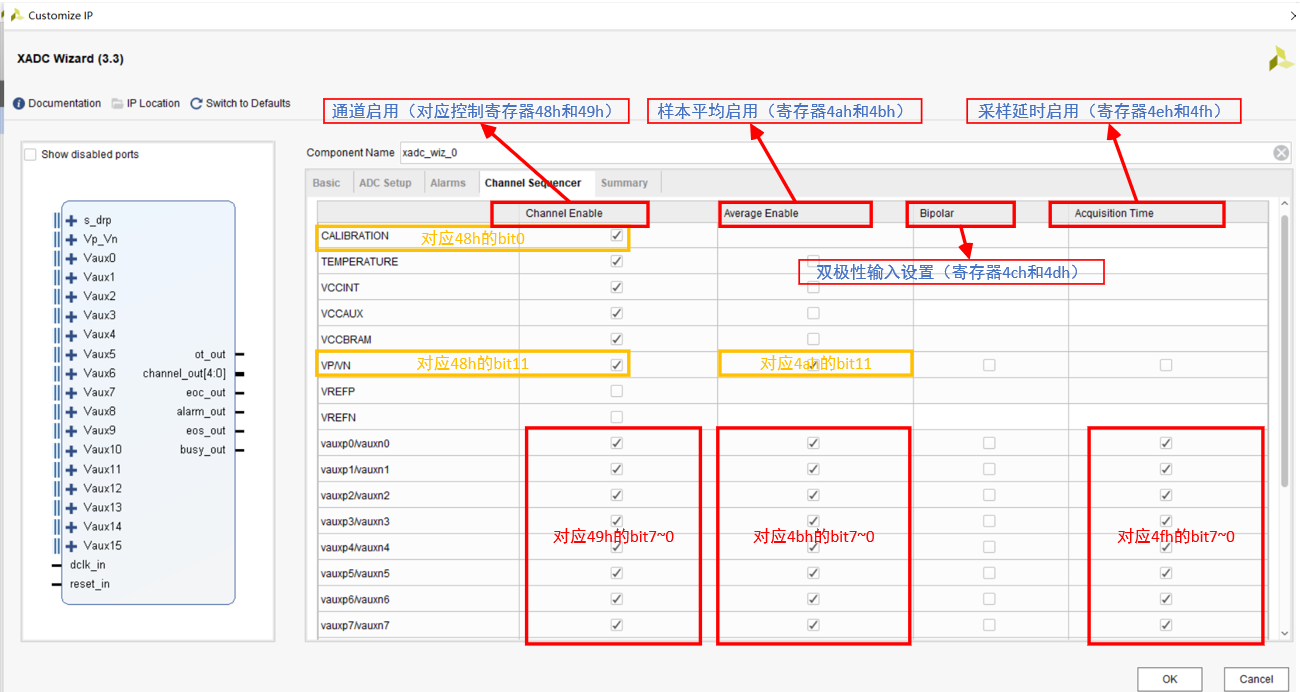 Customize IP
XADC Wizard (3.3)
Documentation IP Location Switch to Defaults
通道启用（对应控制寄存器48h和49h）
样本平均启用（寄存器4ah和4bh）
采样延时启用（寄存器4eh和4fh）
Show disabled ports
s_drp
Vp_Vn
Vaux0
Vaux1
Vaux2
Vaux3
Vaux4
Vaux5
Vaux6
Vaux7
Vaux8
Vaux9
Vaux10
Vaux11
Vaux12
Vaux13
Vaux14
Vaux15
dclk_in
reset_in
ot_out
channel_out[4:0]
eoc_out
alarm_out
eos_out
busy_out
Component Name xadc_wiz_0
Basic ADC Setup Alarms Channel Sequencer Summary
Channel Enable Average Enable Bipolar Acquisition Time
CALIBRATION 对应48h的bit0
TEMPERATURE
双极性输入设置（寄存器4ch和4dh）
VCCINT
VCCAUX
VCCBRAM
VP/VN 对应48h的bit11 对应4ah的bit11
VREFP
VREFN
vauxp0/vauxn0
vauxp1/vauxn1
vauxp2/vauxn2
vauxp3/vauxn3
对应49h的bit7~0 对应4bh的bit7~0 对应4fh的bit7~0
vauxp4/vauxn4
vauxp5/vauxn5
vauxp6/vauxn6
vauxp7/vauxn7
OK Cancel